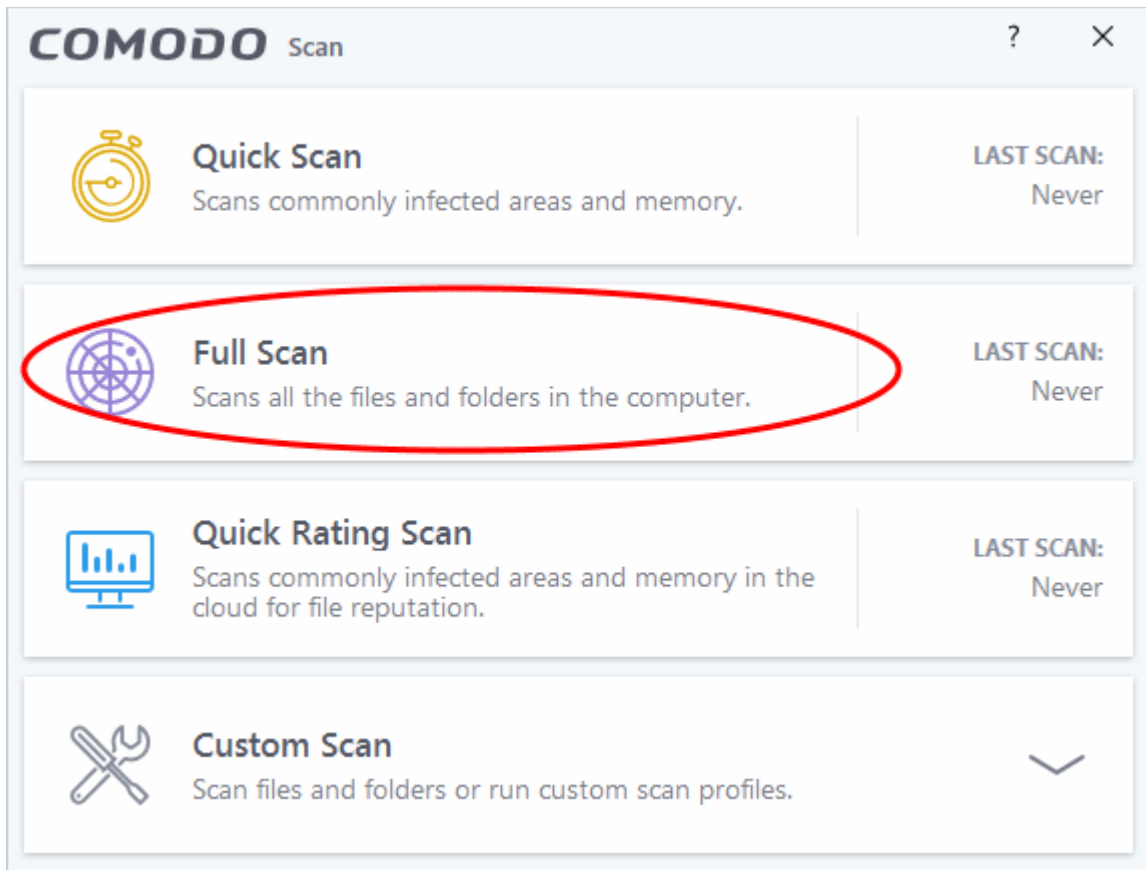 COMODO Scan ?
Quick Scan
Scans commonly infected areas and memory.
LAST SCAN:
Never
Full Scan
Scans all the files and folders in the computer.
LAST SCAN:
Never
Quick Rating Scan
Scans commonly infected areas and memory in the
cloud for file reputation.
LAST SCAN:
Never
Custom Scan
Scan files and folders or run custom scan profiles.